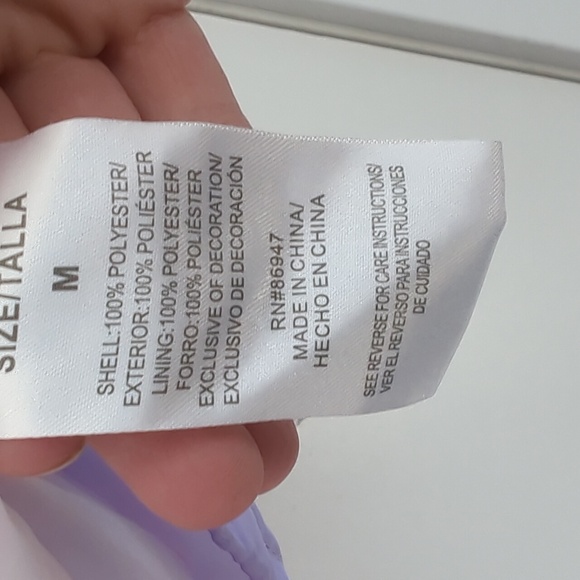 SIZE/TALLA
M
SHELL:100% POLYESTER/
EXTERIOR:100% POLIÉSTER
LINING:100% POLYESTER/
FORRO:100% POLIÉSTER
EXCLUSIVE OF DECORATION/
EXCLUSIVO DE DECORACIÓN
RN#86947
MADE IN CHINA/
HECHO EN CHINA
SEE REVERSE FOR CARE INSTRUCTIONS/
VER EL REVERSO PARA INSTRUCCIONES
DE CUIDADO